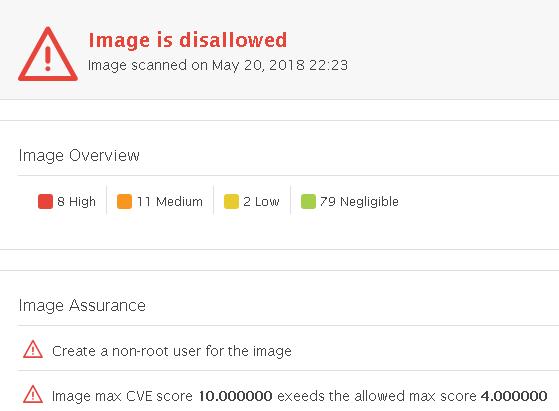 Image is disallowed
Image scanned on May 20, 2018 22:23
Image Overview
8 High 11 Medium 2 Low 79 Negligible
Image Assurance
Create a non-root user for the image
Image max CVE score 10.000000 exceeds the allowed max score 4.000000